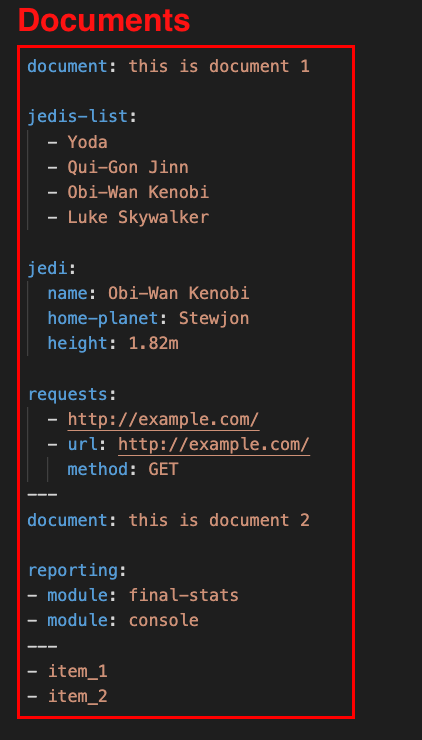 Documents
document: this is document 1
jedis-list:
  - Yoda
  - Qui-Gon Jinn
  - Obi-Wan Kenobi
  - Luke Skywalker
jedi:
  name: Obi-Wan Kenobi
  home-planet: Stewjon
  height: 1.82m
requests:
  - http://example.com/
  - url: http://example.com/
    method: GET
---
document: this is document 2
reporting:
- module: final-stats
- module: console
---
- item_1
- item_2